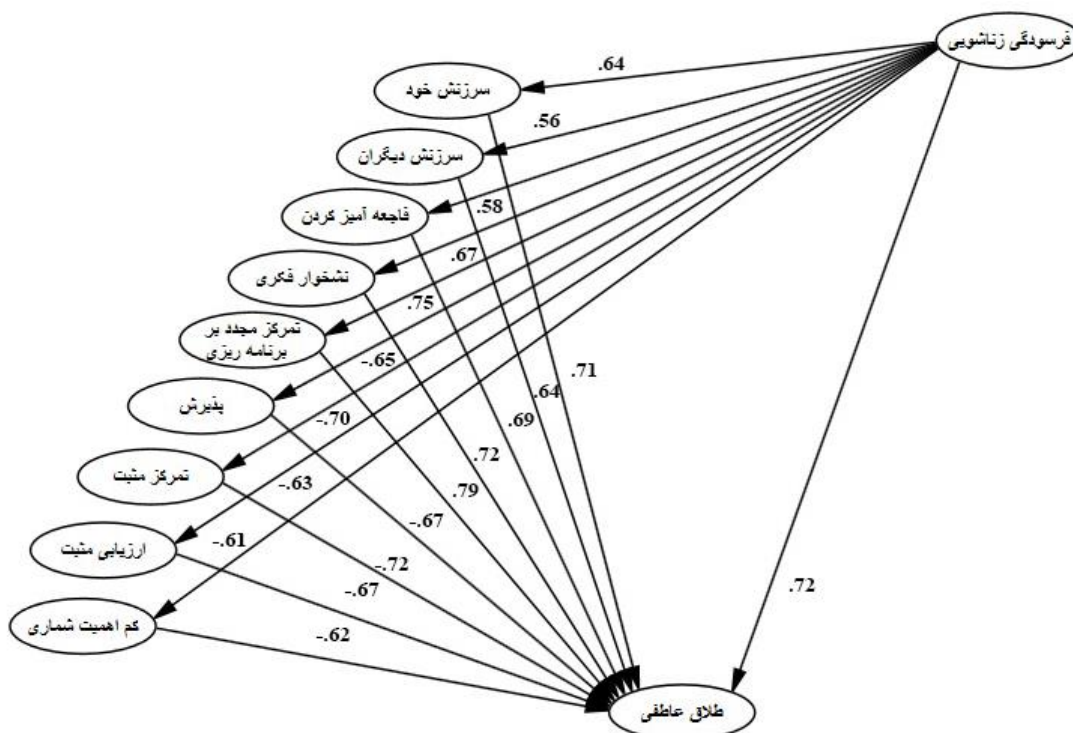 فرسودگی زناشویی
.64
سرزنش خود
.56
سرزنش دیگران
.58
فاجعه آمیز کردن
.67
نشخوار فکری
.75
تمرکز مجدد بر
برنامه ریزی
-.65
.71
پذیرش
-.70
.64
.69
.72
تمرکز مثبت
-.63
.79
-.67
ارزیابی مثبت
-.61
-.72
-.67
.72
کم اهمیت شماری
-.62
طلاق عاطفی